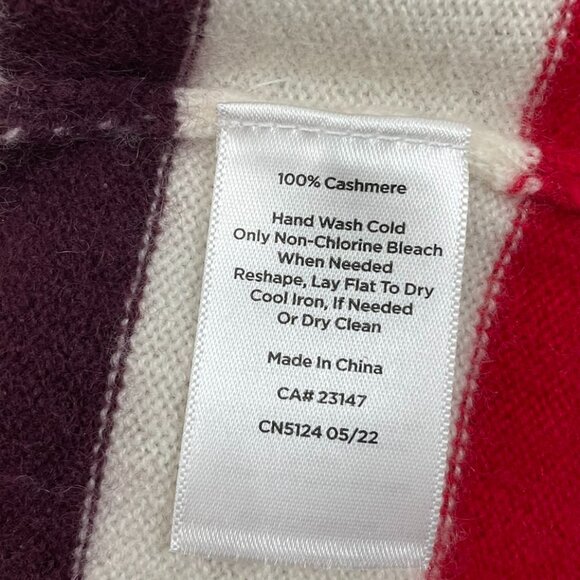 100% Cashmere
Hand Wash Cold
Only Non-Chlorine Bleach
When Needed
Reshape, Lay Flat To Dry
Cool Iron, If Needed
Or Dry Clean
Made In China
CA# 23147
CN5124 05/22